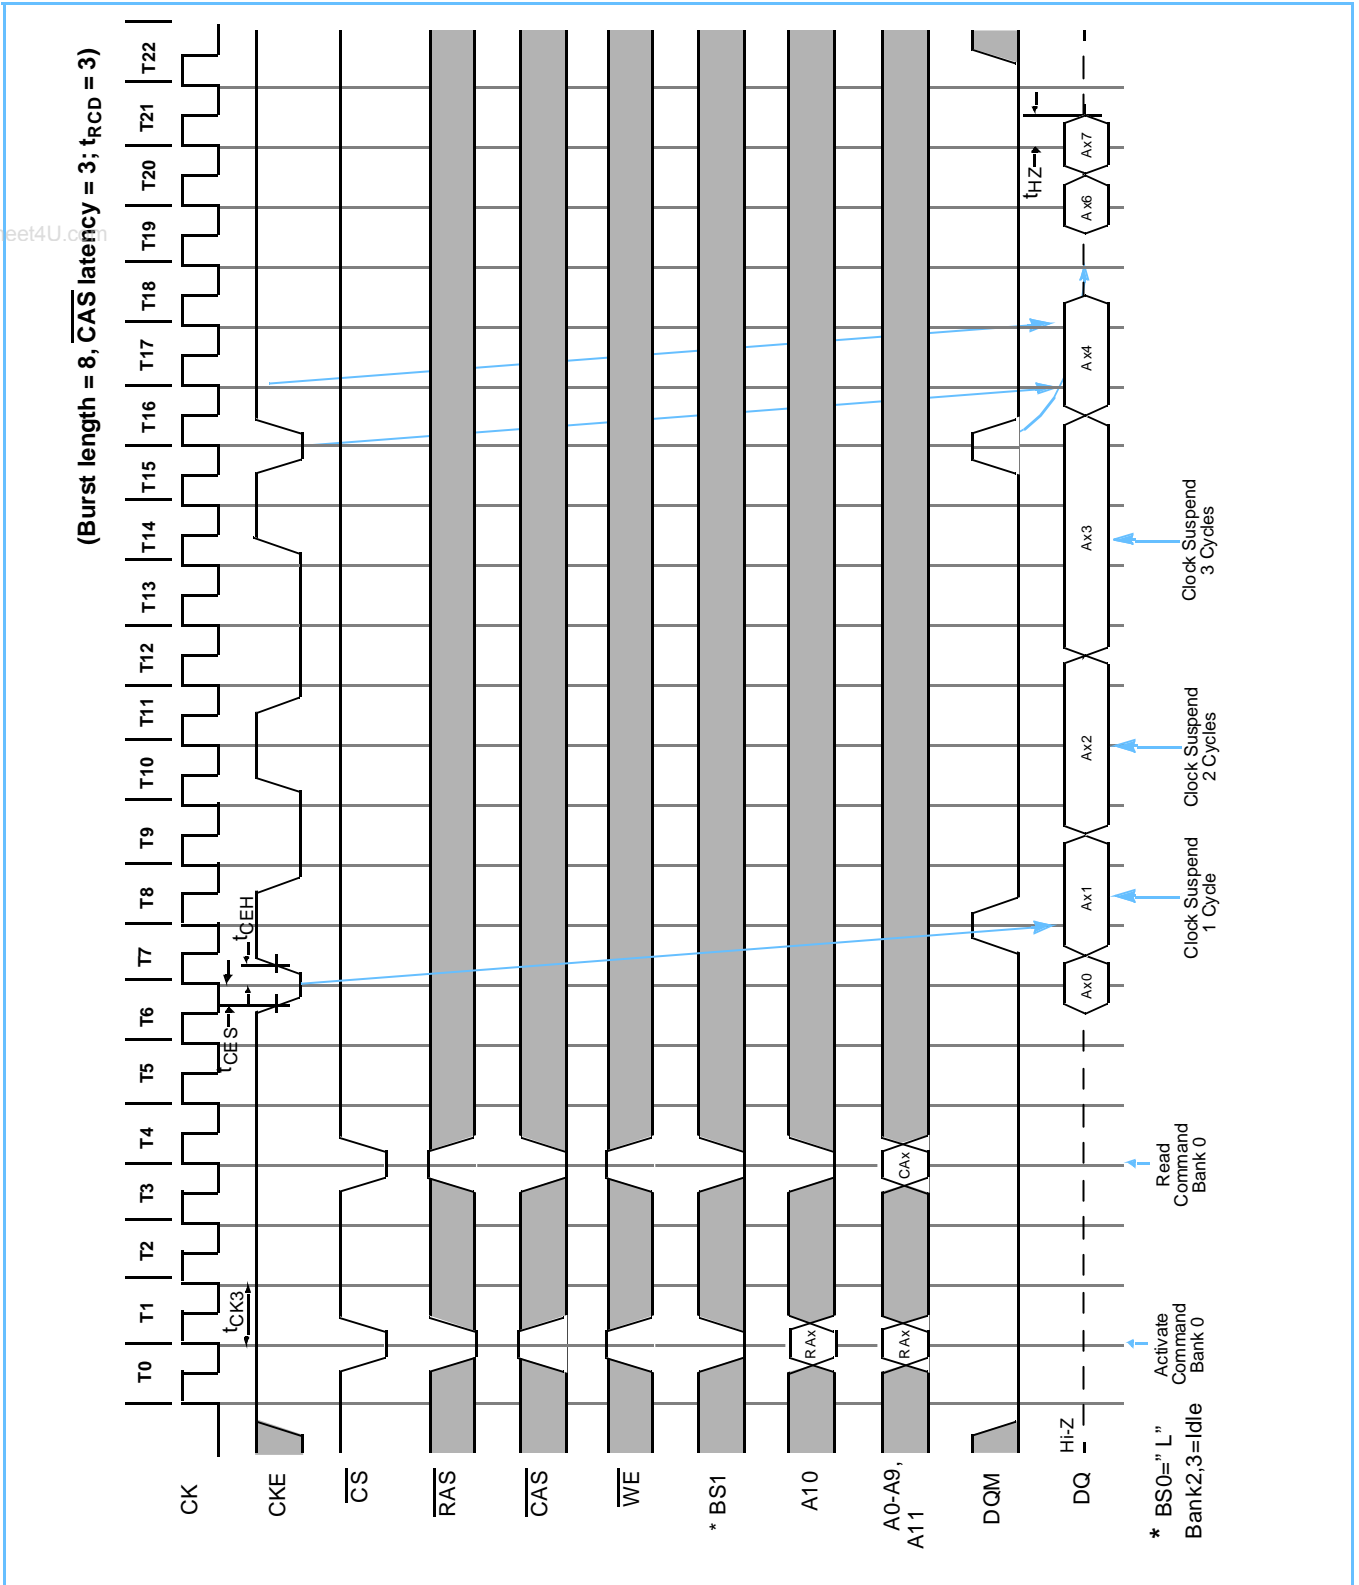 (Burst length = 8, CAS latency = 3; tRCD = 3)
T0 T1 T2 T3 T4 T5 T6 T7 T8 T9 T10 T11 T12 T13 T14 T15 T16 T17 T18 T19 T20 T21 T22
CK
tCK3
tCES
tCEH
CKE
CS
RAS
CAS
WE
* BS1
A10
RAx
A0-A9,
A11
RAx CAx
DQM
tHZ
DQ
Hi-Z
Ax0 Ax1 Ax2 Ax3 Ax4 Ax6 Ax7
Activate
Command
Bank 0
Read
Command
Bank 0
Clock Suspend
1 Cycle
Clock Suspend
2 Cycles
Clock Suspend
3 Cycles
* BS0=” L”
Bank2,3=Idle
heet4U.com